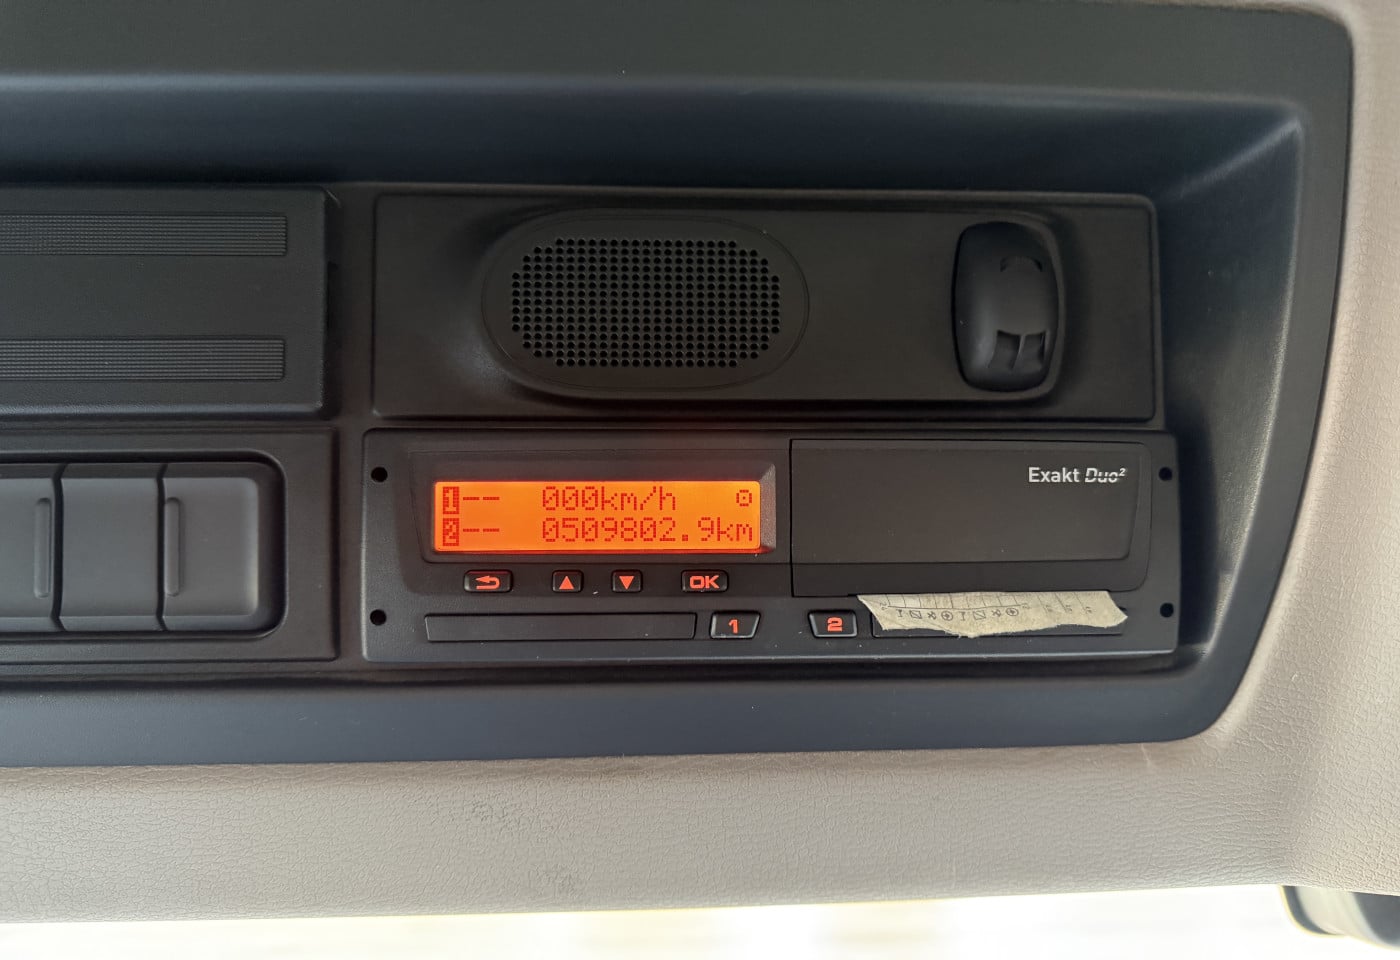 Exakt Duo²
1-- 000km/h
2-- 0509802.9km
OK
1
2